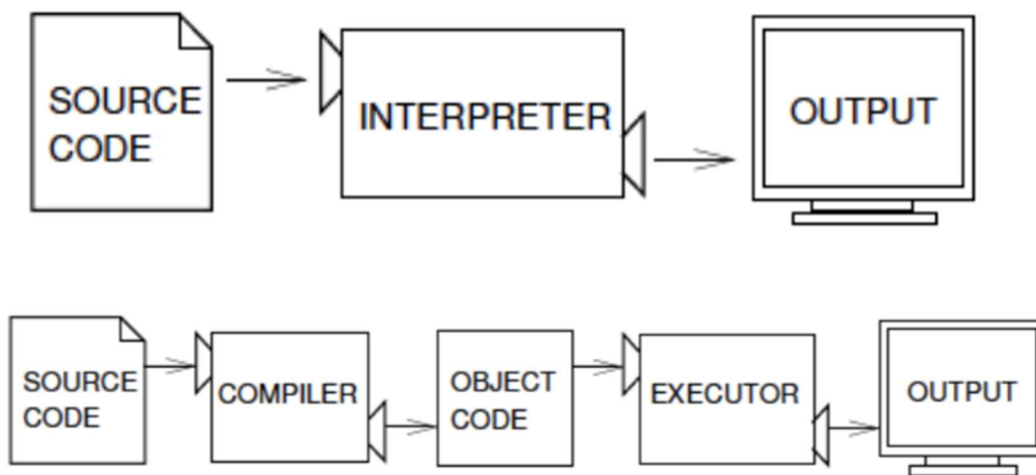 SOURCE
CODE
INTERPRETER
OUTPUT
SOURCE
CODE
COMPILER
OBJECT
CODE
EXECUTOR
OUTPUT